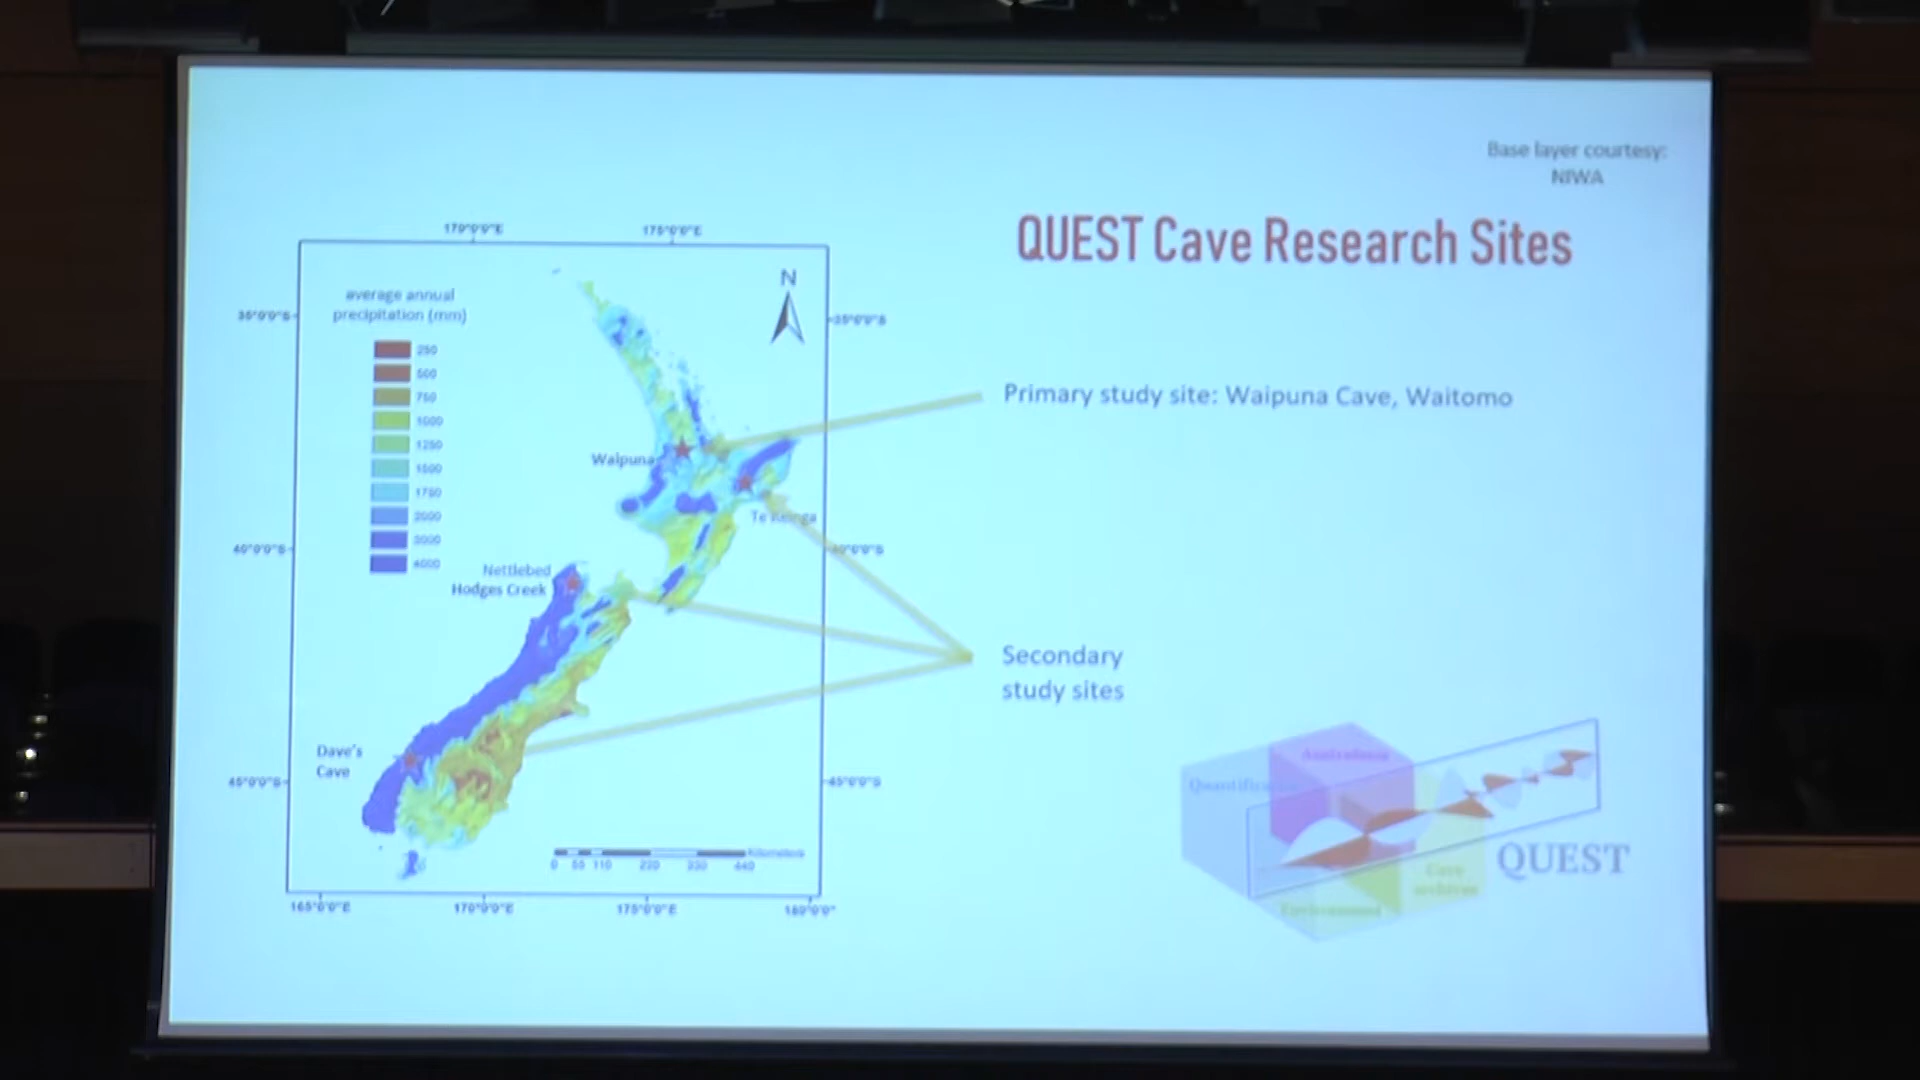 Base layer courtesy:
NIWA
QUEST Cave Research Sites
170°0'0"E
175°0'0"E
N
average annual
precipitation (mm)
35°0'0"S
35°0'0"S
250
500
750
1000
1250
1500
1750
2000
3000
4000
Primary study site: Waipuna Cave, Waitomo
Waipuna
Te
40°0'0"S
40°0'0"S
Nettlebed
Hodges Creek
Secondary
study sites
Dave's
Cave
45°0'0"S
45°0'0"S
Kilometers
0 55 110 220 330 440
165°0'0"E
170°0'0"E
175°0'0"E
180°0'0"
QUEST
Cave
archives
Environment